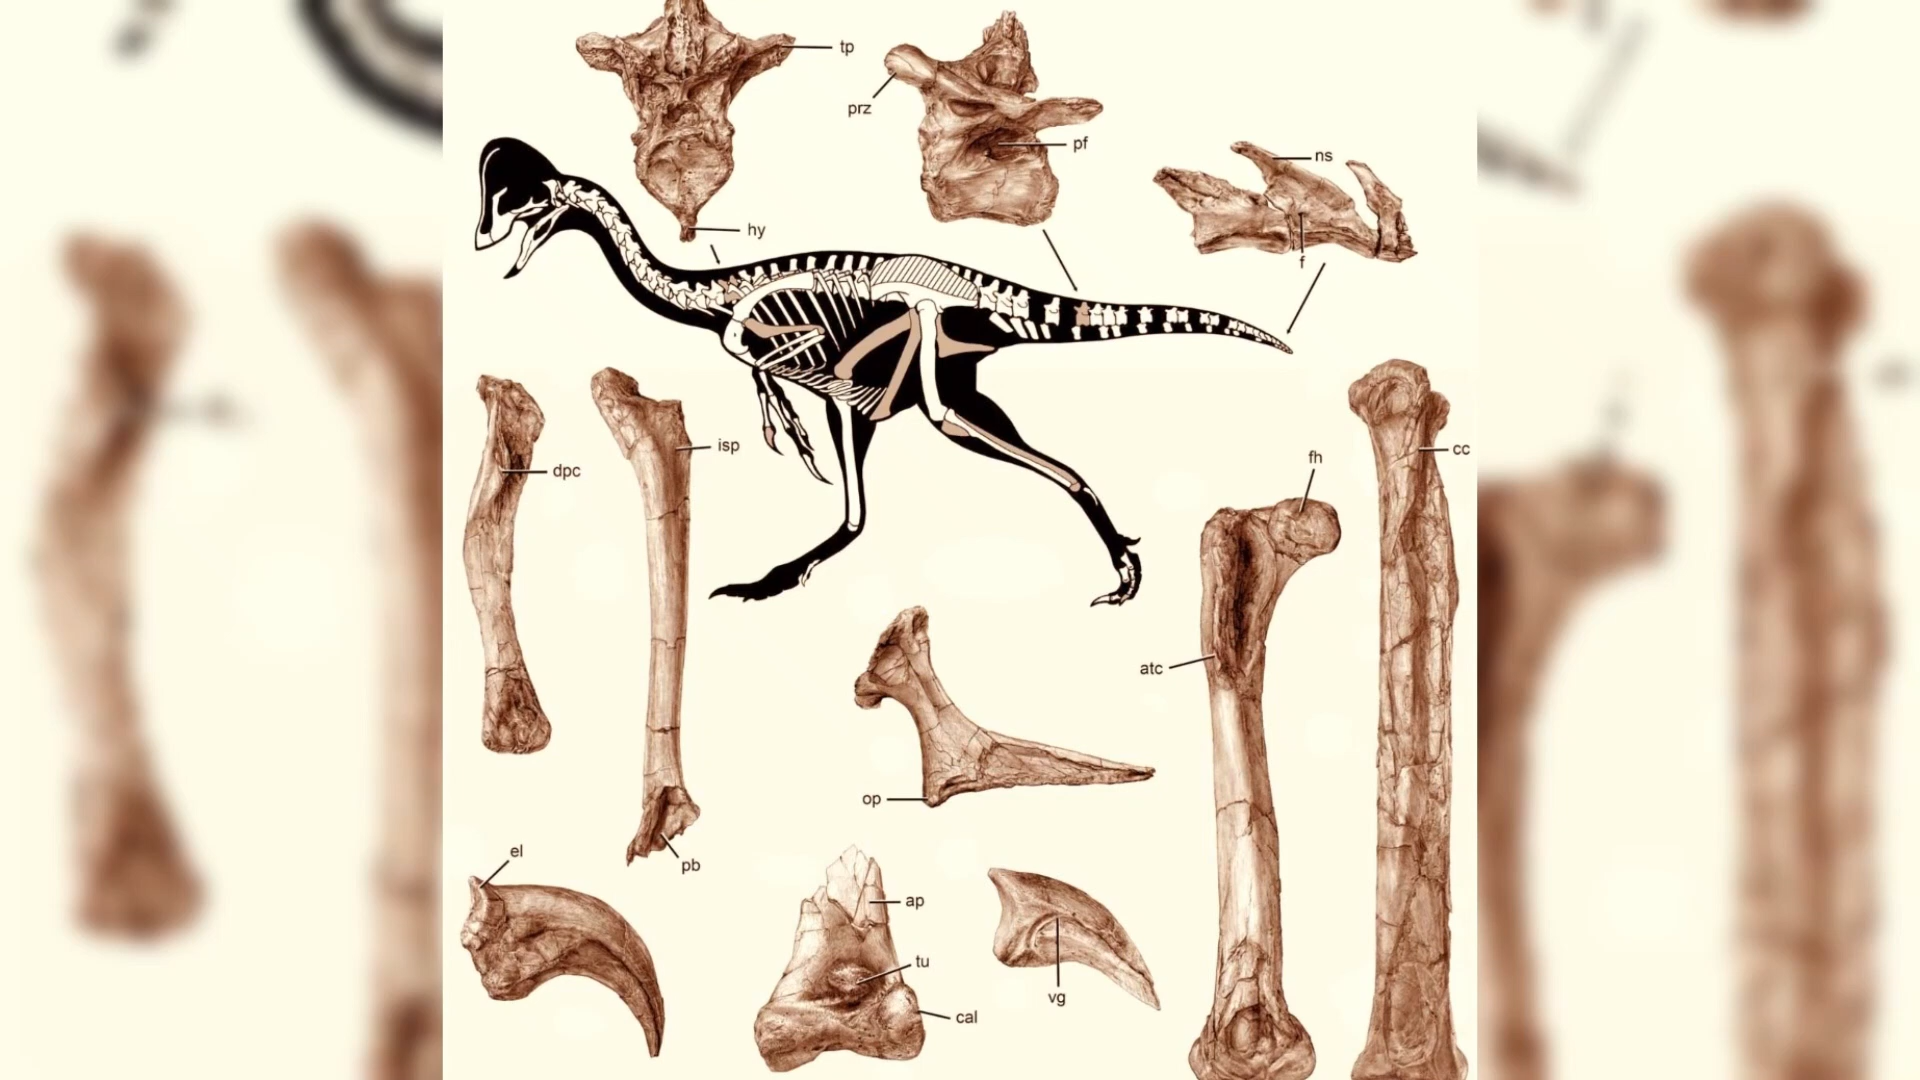 tp
prz
pf
ns
hy
f
isp
dpc
cc
fh
atc
op
el
pb
ap
tu
vg
cal